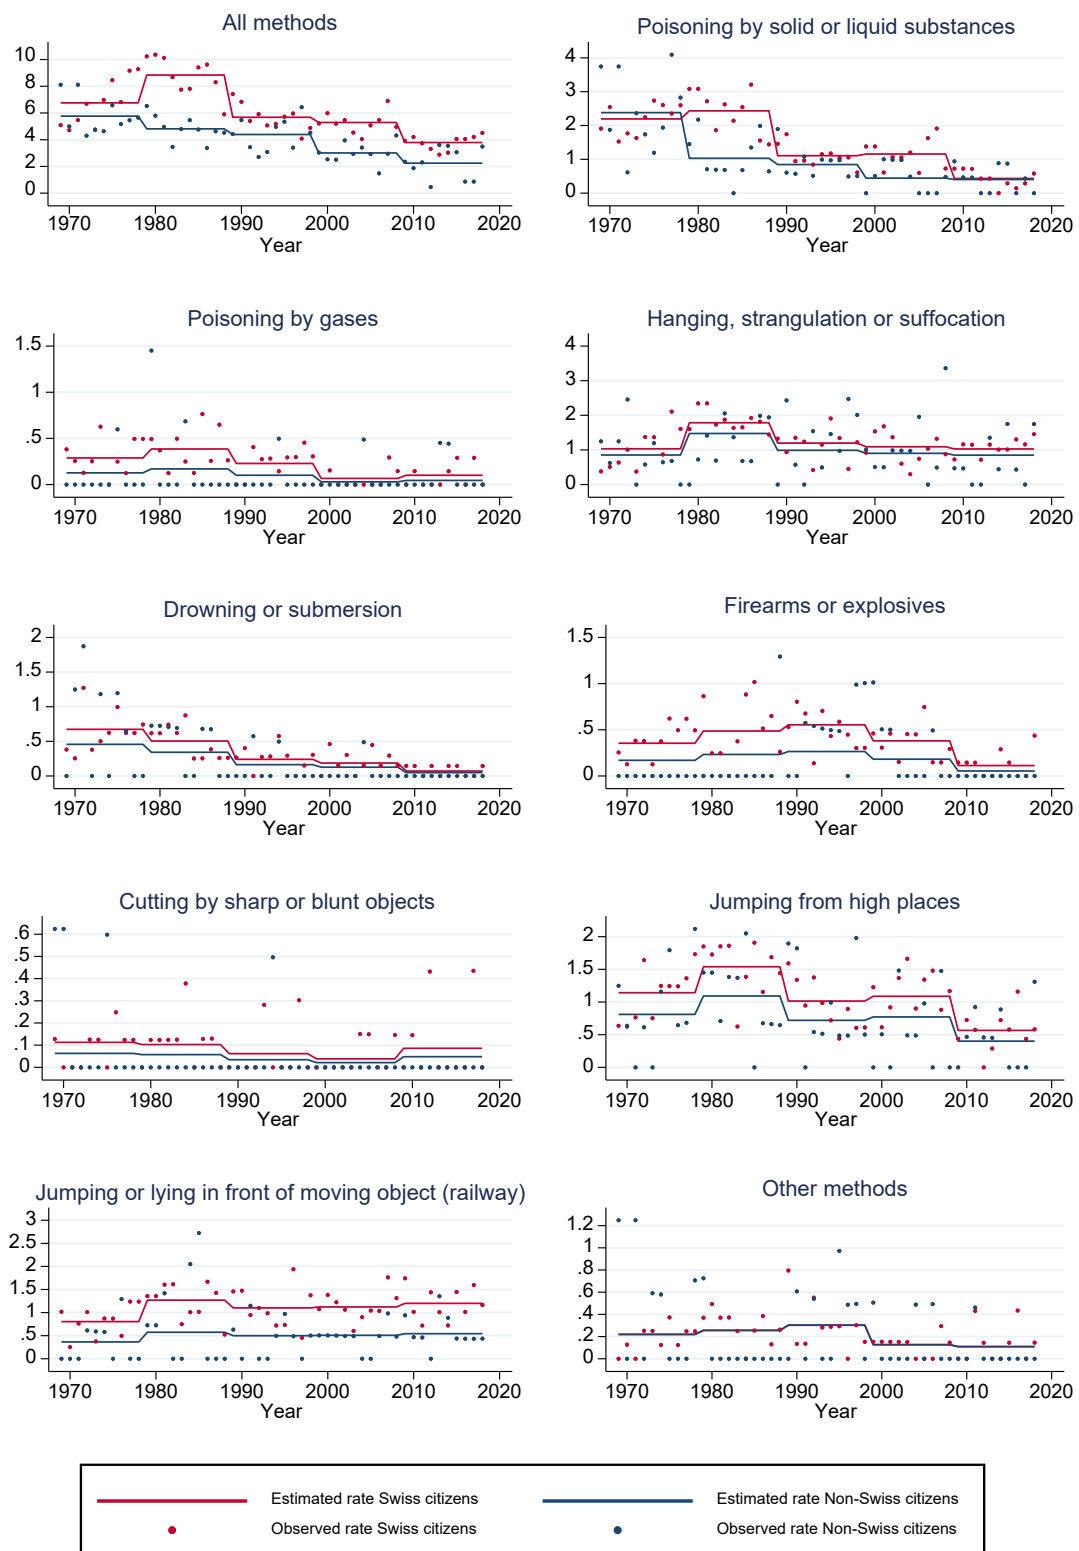 All methods
10
8
6
4
2
0
1970 1980 1990 2000 2010 2020
Year
Poisoning by solid or liquid substances
4
3
2
1
0
1970 1980 1990 2000 2010 2020
Year
Poisoning by gases
1.5
1
.5
0
1970 1980 1990 2000 2010 2020
Year
Hanging, strangulation or suffocation
4
3
2
1
0
1970 1980 1990 2000 2010 2020
Year
Drowning or submersion
2
1.5
1
.5
0
1970 1980 1990 2000 2010 2020
Year
Firearms or explosives
1.5
1
.5
0
1970 1980 1990 2000 2010 2020
Year
Cutting by sharp or blunt objects
.6
.5
.4
.3
.2
.1
0
1970 1980 1990 2000 2010 2020
Year
Jumping from high places
2
1.5
1
.5
0
1970 1980 1990 2000 2010 2020
Year
Jumping or lying in front of moving object (railway)
3
2.5
2
1.5
1
.5
0
1970 1980 1990 2000 2010 2020
Year
Other methods
1.2
1
.8
.6
.4
.2
0
1970 1980 1990 2000 2010 2020
Year
Estimated rate Swiss citizens
Estimated rate Non-Swiss citizens
Observed rate Swiss citizens
Observed rate Non-Swiss citizens